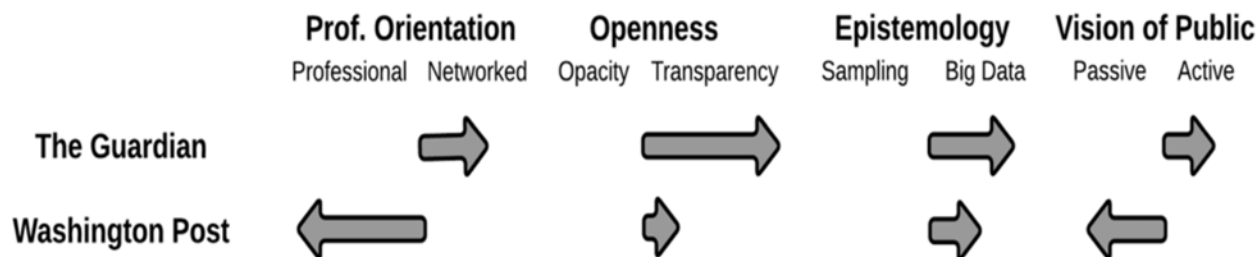 Prof. Orientation Openness Epistemology Vision of Public
Professional Networked Opacity Transparency Sampling Big Data Passive Active
The Guardian
Washington Post